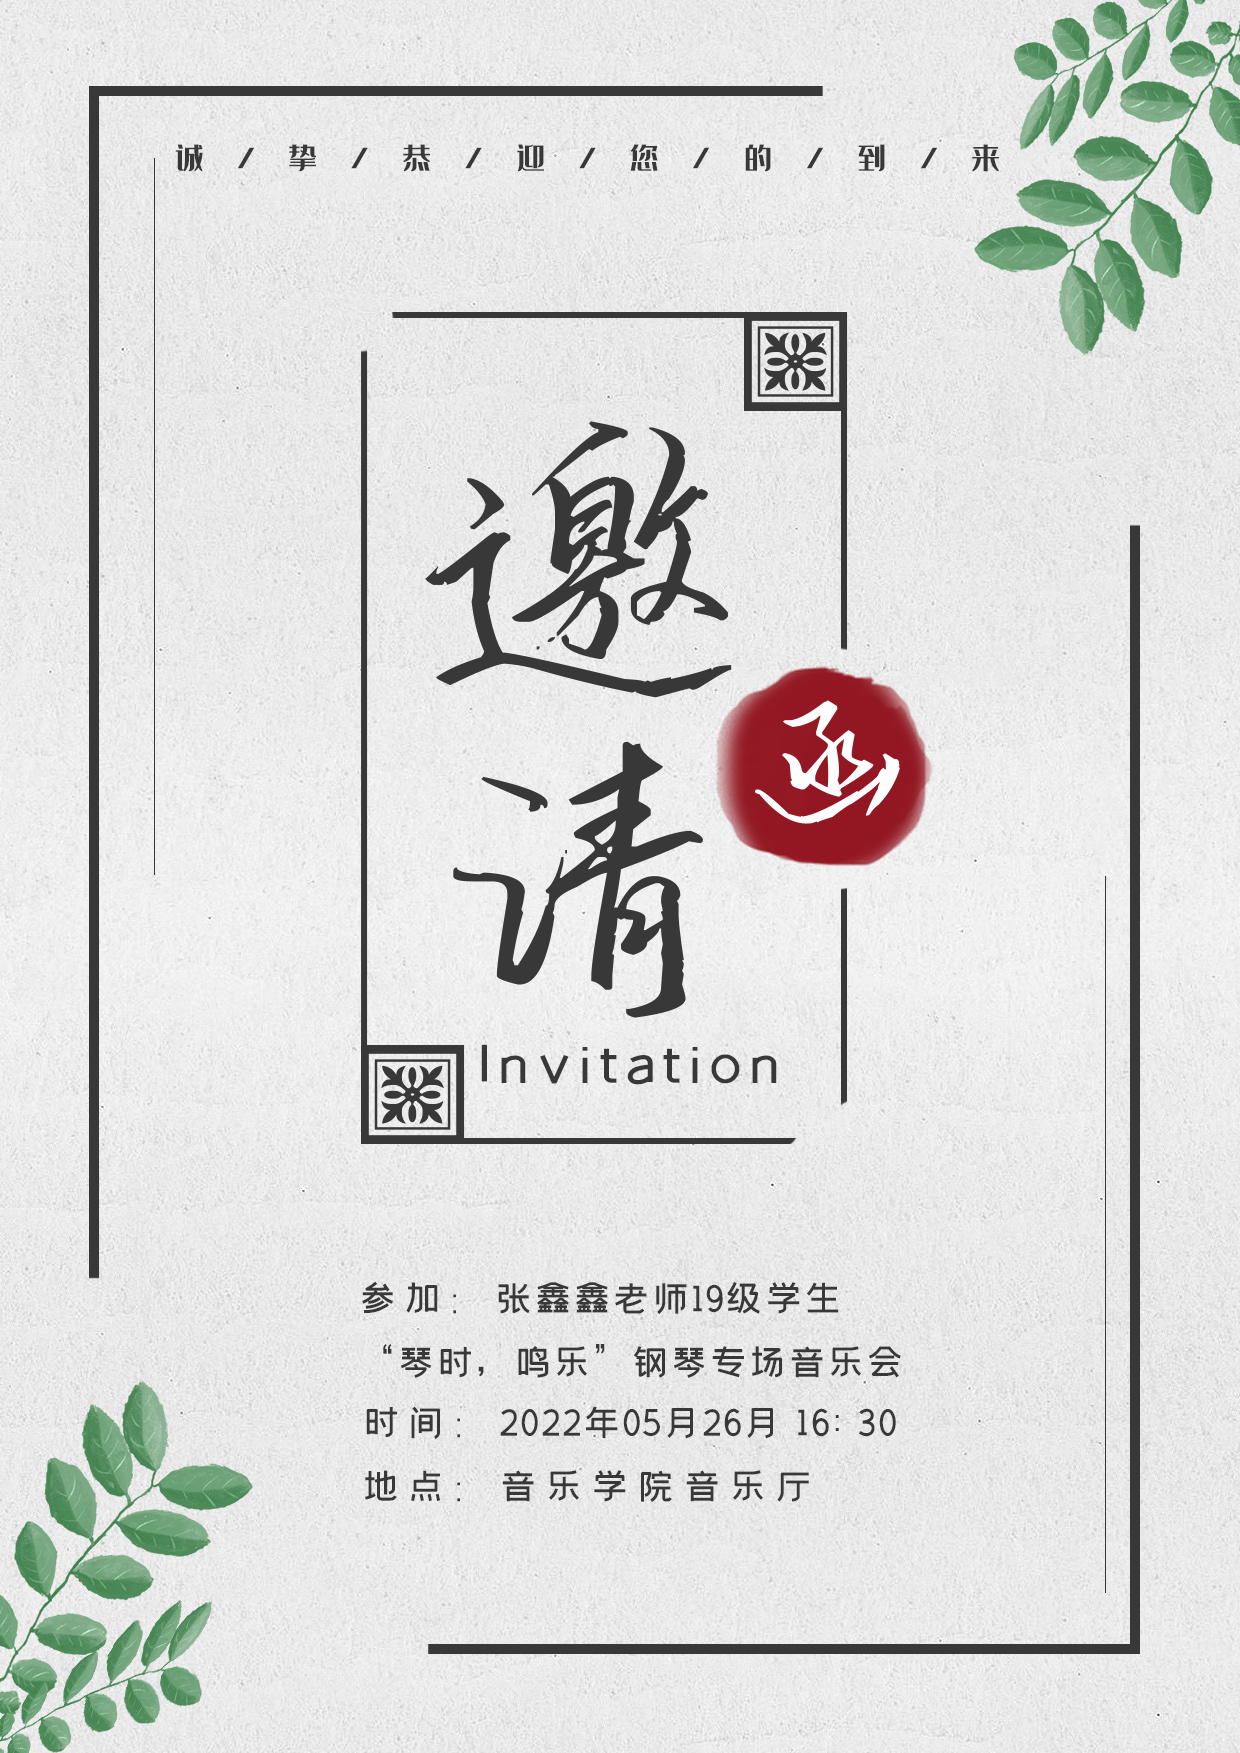 诚/挚/恭/迎/您/的/到/来
邀
请
函
Invitation
参加: 张鑫鑫老师19级学生
“琴时，鸣乐”钢琴专场音乐会
时间: 2022年05月26月 16:30
地点: 音乐学院音乐厅